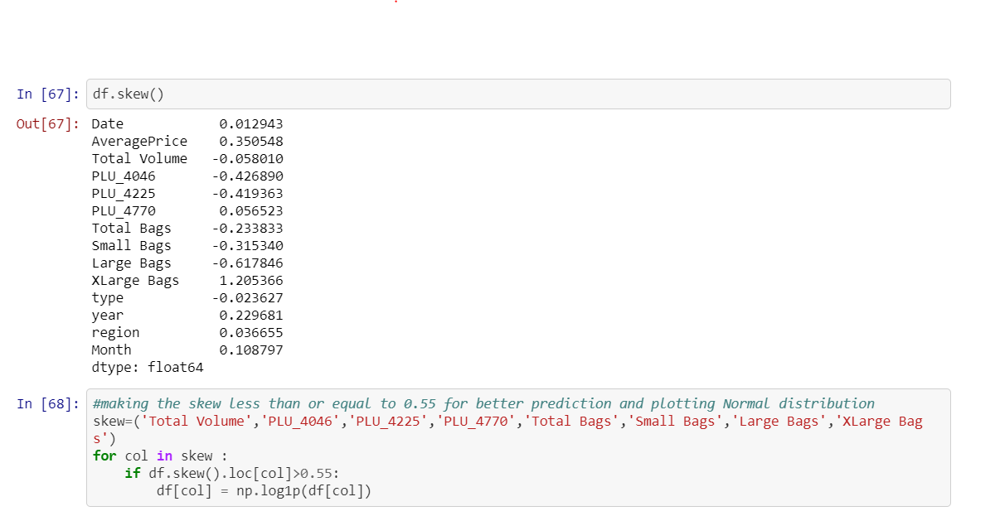 In [67]: df.skew()
Out[67]: Date 0.012943
AveragePrice 0.350548
Total Volume -0.058010
PLU_4046 -0.426890
PLU_4225 -0.419363
PLU_4770 0.056523
Total Bags -0.233833
Small Bags -0.315340
Large Bags -0.617846
XLarge Bags 1.205366
type -0.023627
year 0.229681
region 0.036655
Month 0.108797
dtype: float64
In [68]: #making the skew less than or equal to 0.55 for better prediction and plotting Normal distribution
skew=('Total Volume','PLU_4046','PLU_4225','PLU_4770','Total Bags','Small Bags','Large Bags','XLarge Bag
s')
for col in skew :
    if df.skew().loc[col]>0.55:
        df[col] = np.log1p(df[col])